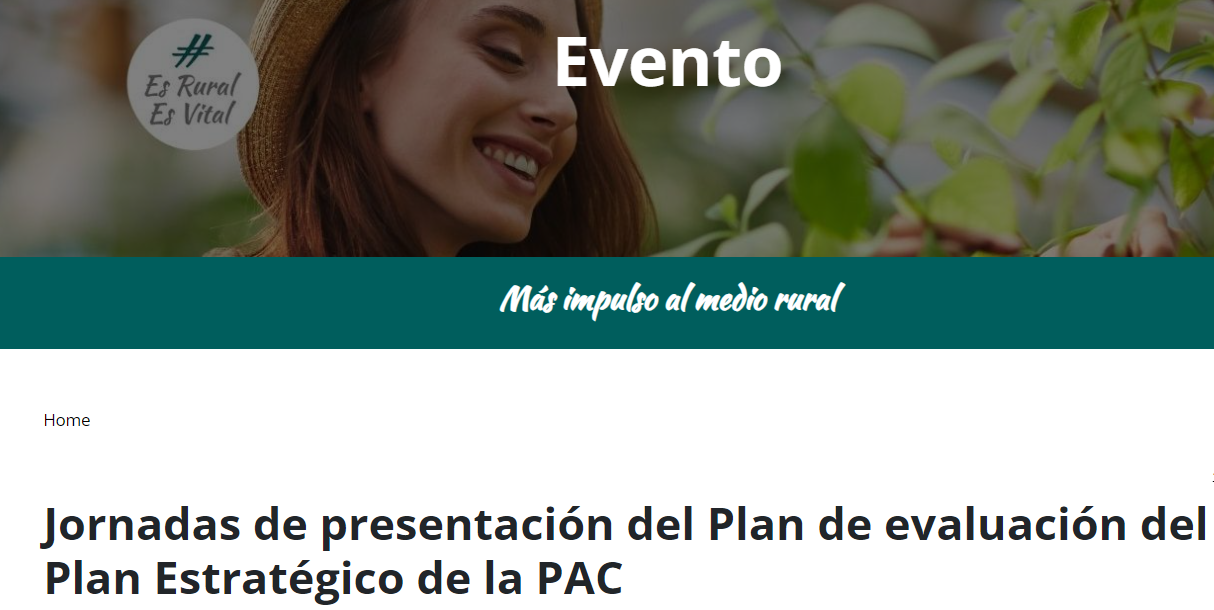 #
Es Rural
Es Vital
Evento
Más impulso al medio rural
Home
Jornadas de presentación del Plan de evaluación del
Plan Estratégico de la PAC